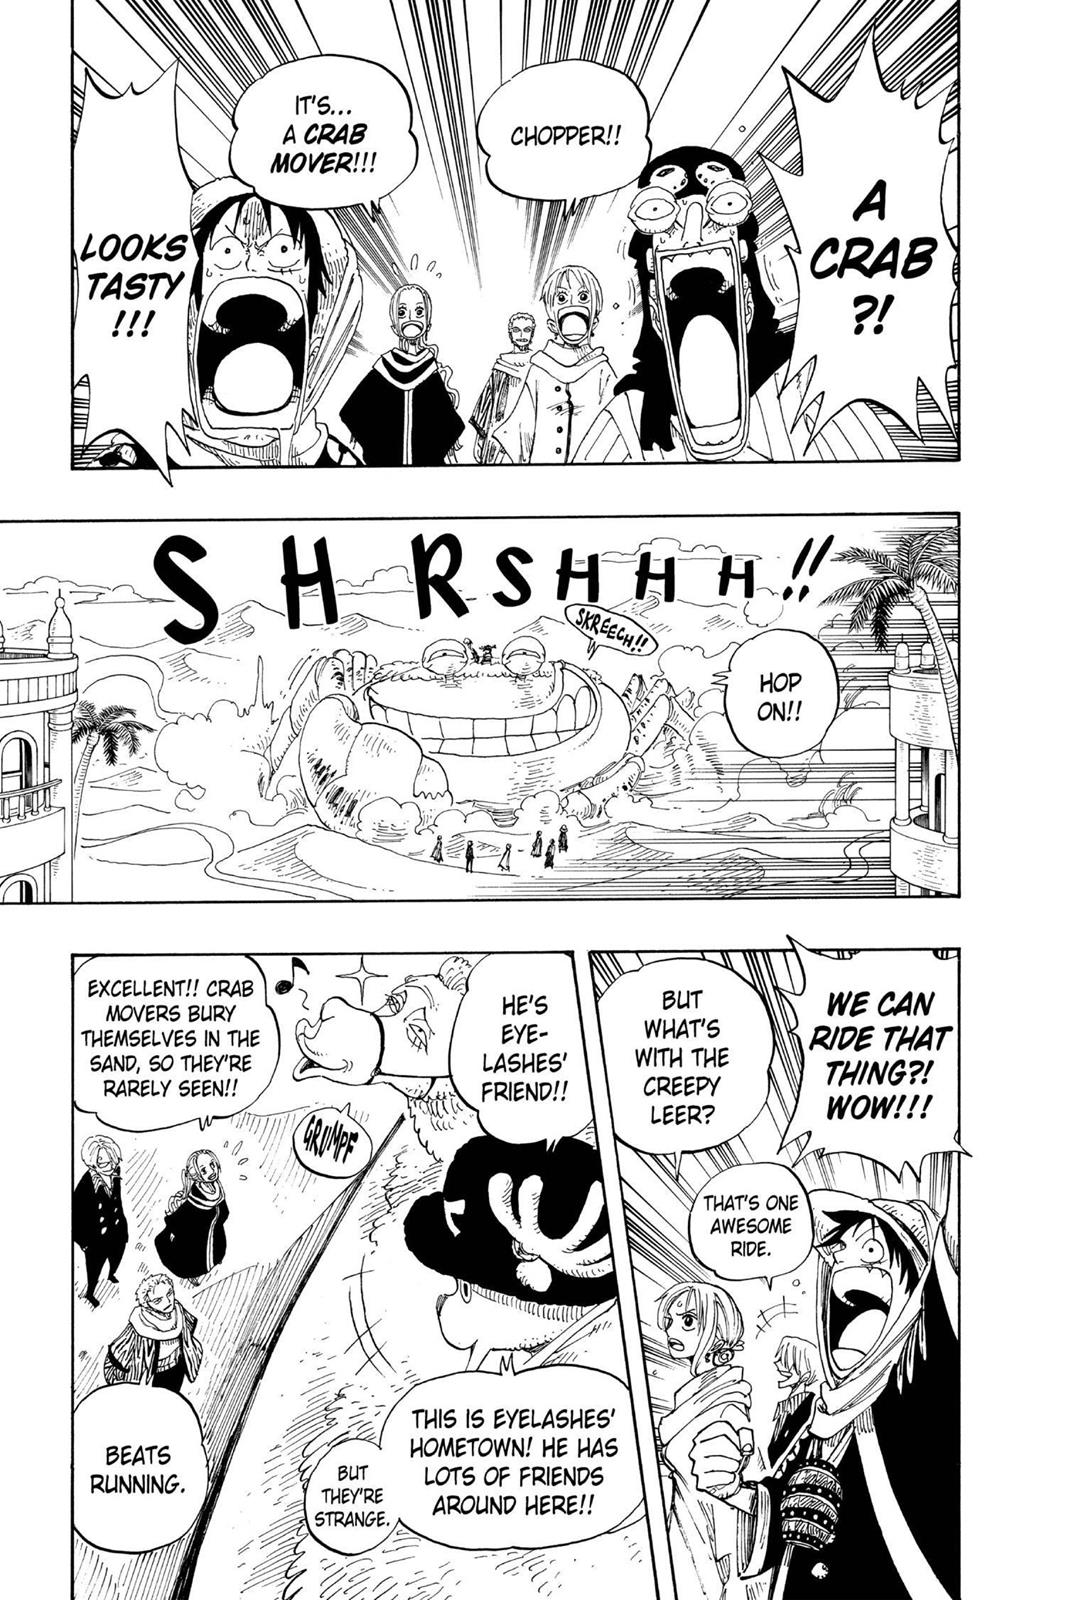 A
CRAB
?!
CHOPPER!!
IT'S...
A CRAB
MOVER!!!
LOOKS
TASTY
!!!
SHRSHHHH!!
SKREECH!!
HOP
ON!!
WE CAN
RIDE THAT
THING?!
WOW!!!
BUT
WHAT'S
WITH THE
CREEPY
LEER?
THAT'S ONE
AWESOME
RIDE.
HE'S
EYE-
LASHES'
FRIEND!!
EXCELLENT!! CRAB
MOVERS BURY
THEMSELVES IN THE
SAND, SO THEY'RE
RARELY SEEN!!
GRUMPF
THIS IS EYELASHES'
HOMETOWN! HE HAS
LOTS OF FRIENDS
AROUND HERE!!
BUT
THEY'RE
STRANGE.
BEATS
RUNNING.